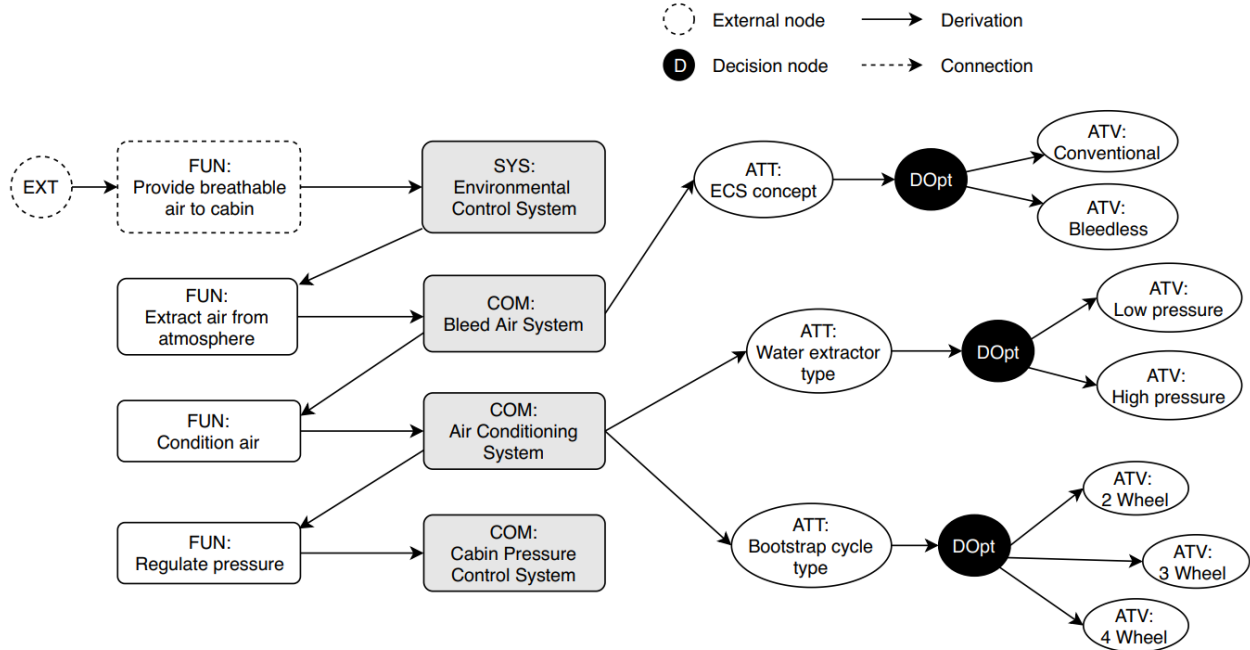 External node
Derivation
D
Decision node
Connection
EXT
FUN:
Provide breathable
air to cabin
SYS:
Environmental
Control System
ATT:
ECS concept
DOpt
ATV:
Conventional
ATV:
Bleedless
FUN:
Extract air from
atmosphere
COM:
Bleed Air System
ATT:
Water extractor
type
DOpt
ATV:
Low pressure
ATV:
High pressure
FUN:
Condition air
COM:
Air Conditioning
System
FUN:
Regulate pressure
COM:
Cabin Pressure
Control System
ATT:
Bootstrap cycle
type
DOpt
ATV:
2 Wheel
ATV:
3 Wheel
ATV:
4 Wheel